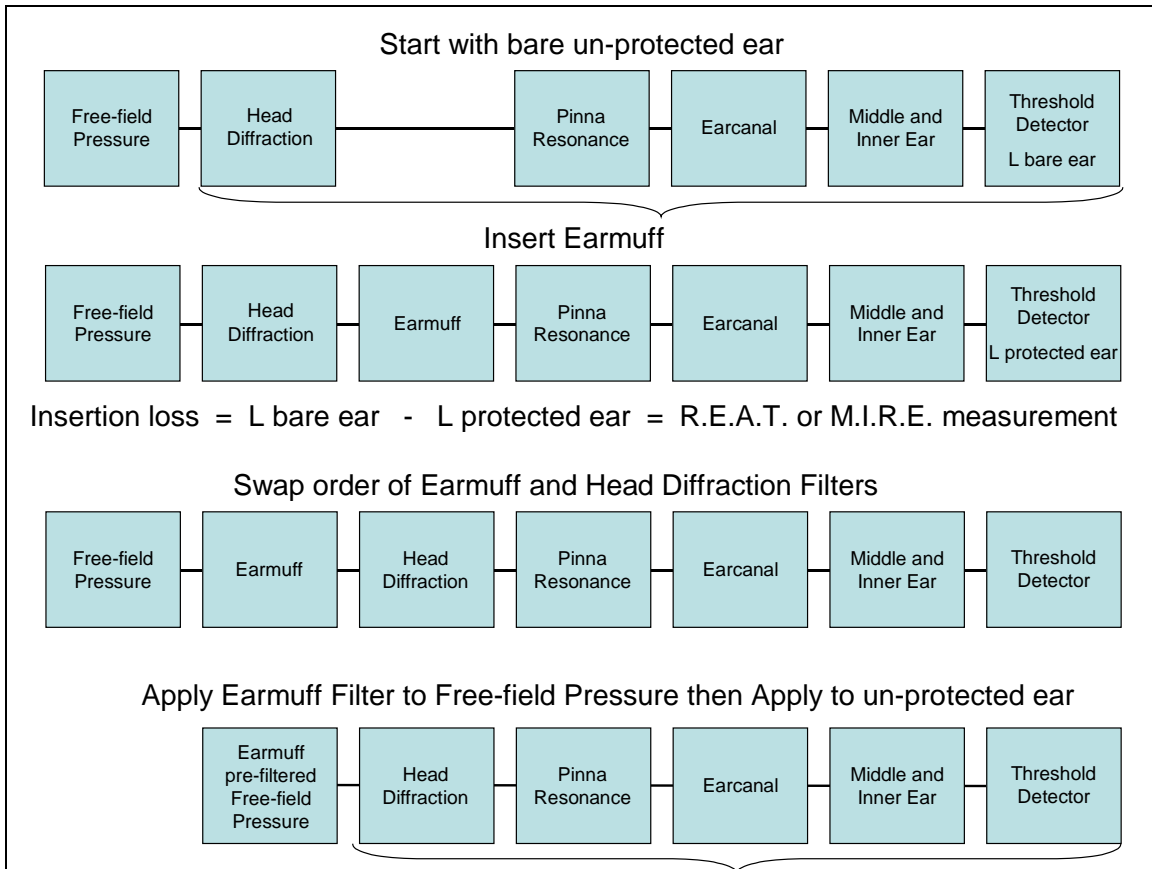 Start with bare un-protected ear
Free-field
Pressure
Head
Diffraction
Pinna
Resonance
Earcanal
Middle and
Inner Ear
Threshold
Detector
L bare ear
Insert Earmuff
Free-field
Pressure
Head
Diffraction
Earmuff
Pinna
Resonance
Earcanal
Middle and
Inner Ear
Threshold
Detector
L protected ear
Insertion loss = L bare ear - L protected ear = R.E.A.T. or M.I.R.E. measurement
Swap order of Earmuff and Head Diffraction Filters
Free-field
Pressure
Earmuff
Head
Diffraction
Pinna
Resonance
Earcanal
Middle and
Inner Ear
Threshold
Detector
Apply Earmuff Filter to Free-field Pressure then Apply to un-protected ear
Earmuff
pre-filtered
Free-field
Pressure
Head
Diffraction
Pinna
Resonance
Earcanal
Middle and
Inner Ear
Threshold
Detector